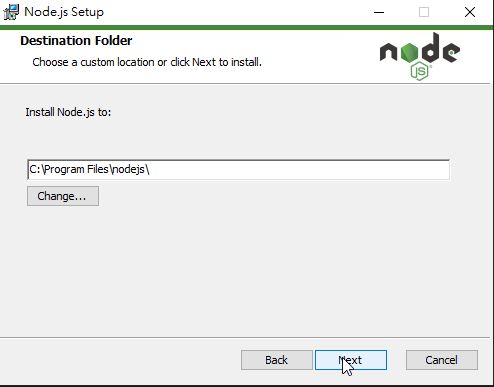 Node.js Setup
Destination Folder
Choose a custom location or click Next to install.
node
JS
Install Node.js to:
C:\Program Files\nodejs\
Change...
Back Next Cancel